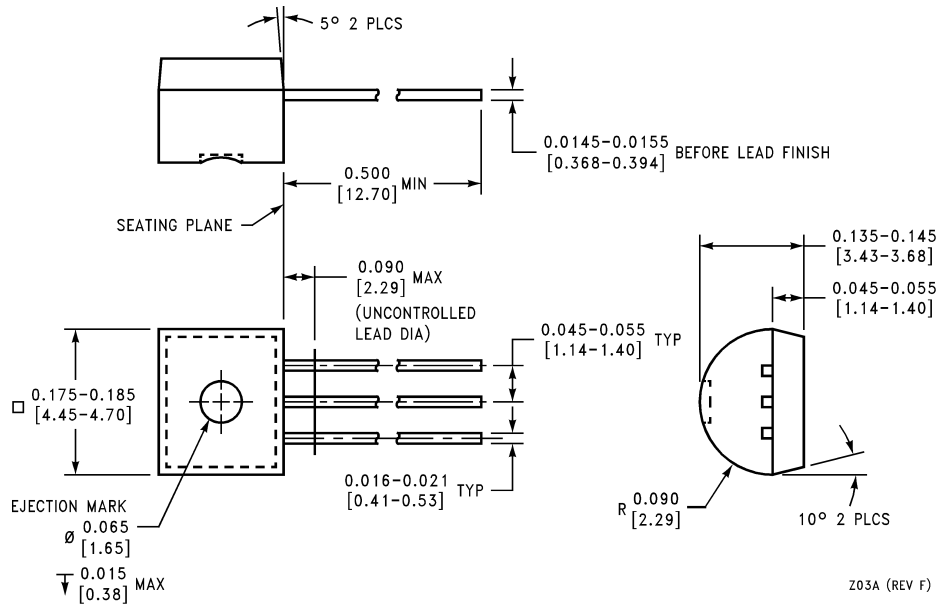 5° 2 PLCS
0.0145-0.0155
[0.368-0.394]
BEFORE LEAD FINISH
0.500
[12.70]
MIN
SEATING PLANE
0.090
[2.29]
MAX
(UNCONTROLLED
LEAD DIA)
0.135-0.145
[3.43-3.68]
0.045-0.055
[1.14-1.40]
0.045-0.055
[1.14-1.40]
TYP
0.175-0.185
[4.45-4.70]
0.016-0.021
[0.41-0.53]
TYP
R 0.090
[2.29]
10° 2 PLCS
EJECTION MARK
Ø 0.065
[1.65]
0.015
[0.38]
MAX
Z03A (REV F)